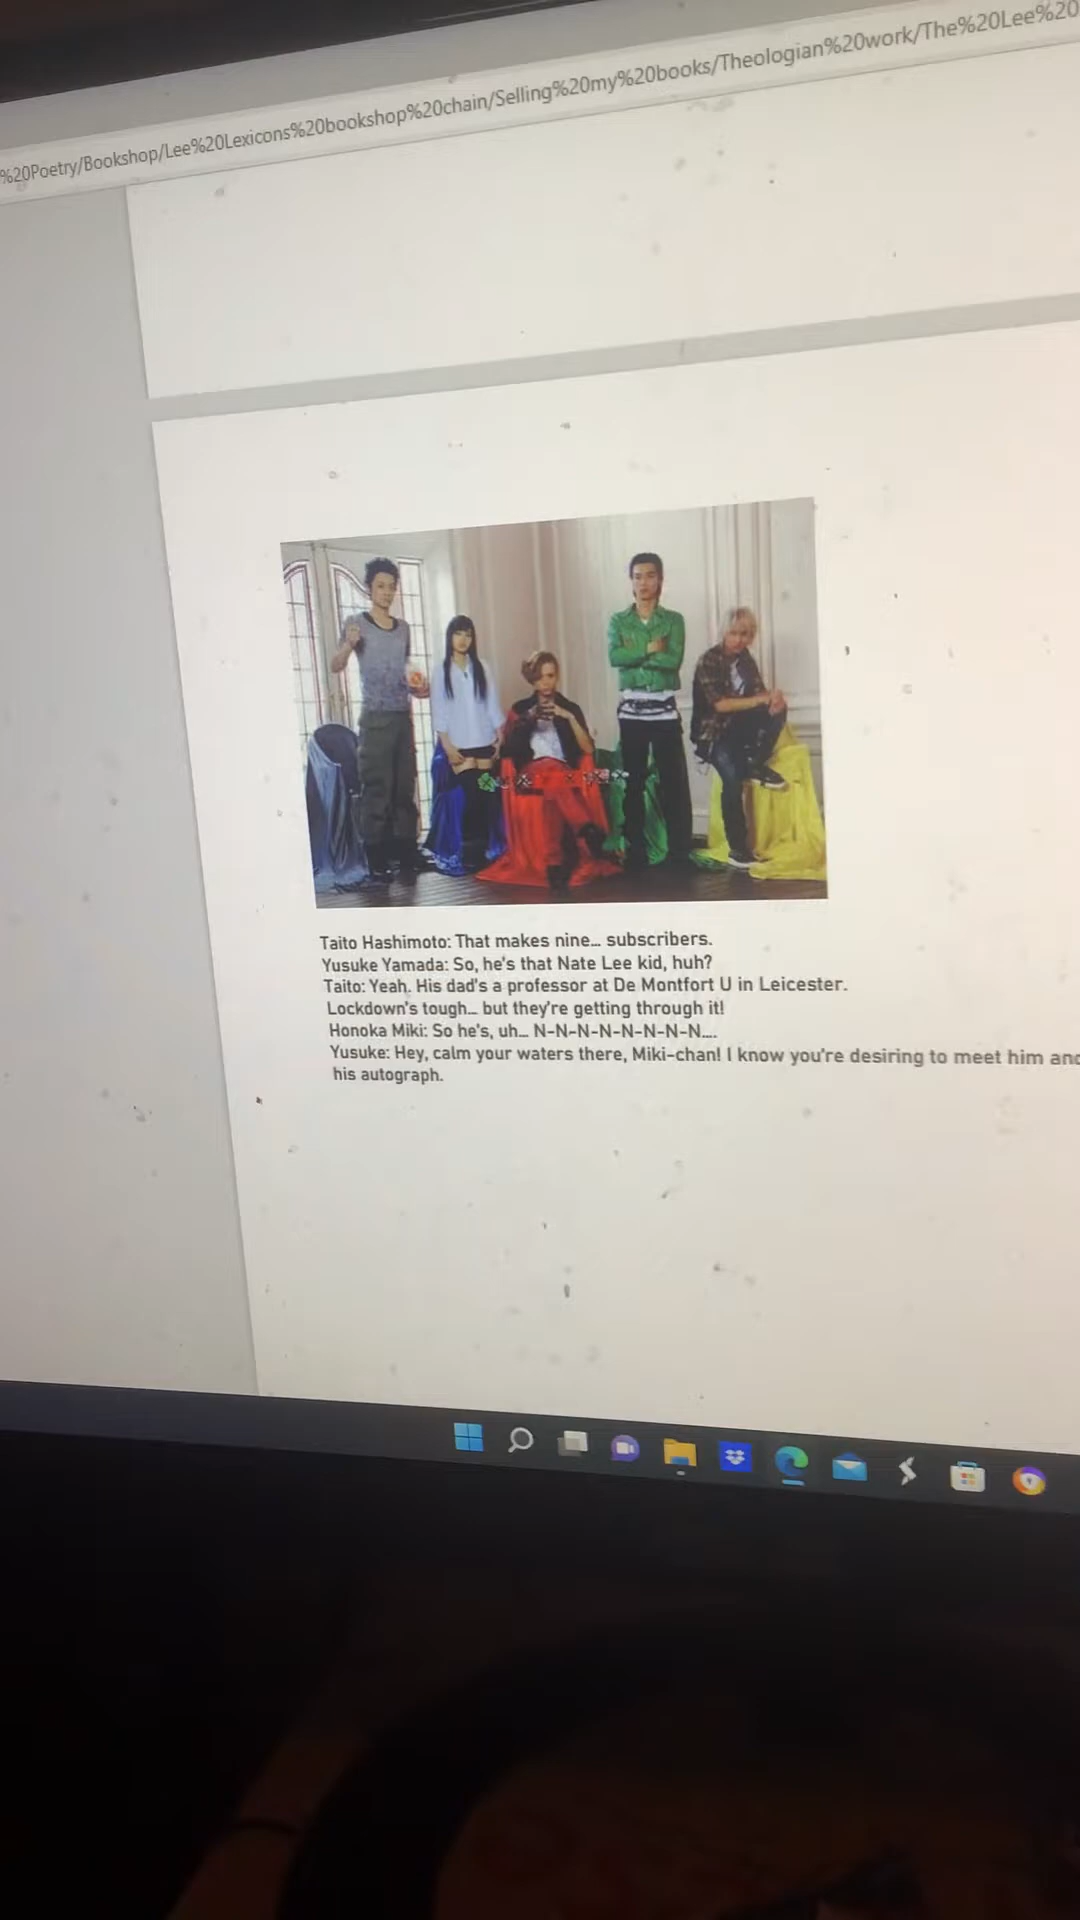 %20Poetry/Bookshop/Lee%20Lexicons%20bookshop%20chain/Selling%20my%20books/Theologian%20work/The%20Lee%20
Taito Hashimoto: That makes nine... subscribers.
Yusuke Yamada: So, he's that Nate Lee kid, huh?
Taito: Yeah. His dad's a professor at De Montfort U in Leicester.
Lockdown's tough... but they're getting through it!
Honoka Miki: So he's, uh... N-N-N-N-N-N-N-N....
Yusuke: Hey, calm your waters there, Miki-chan! I know you're desiring to meet him and
his autograph.